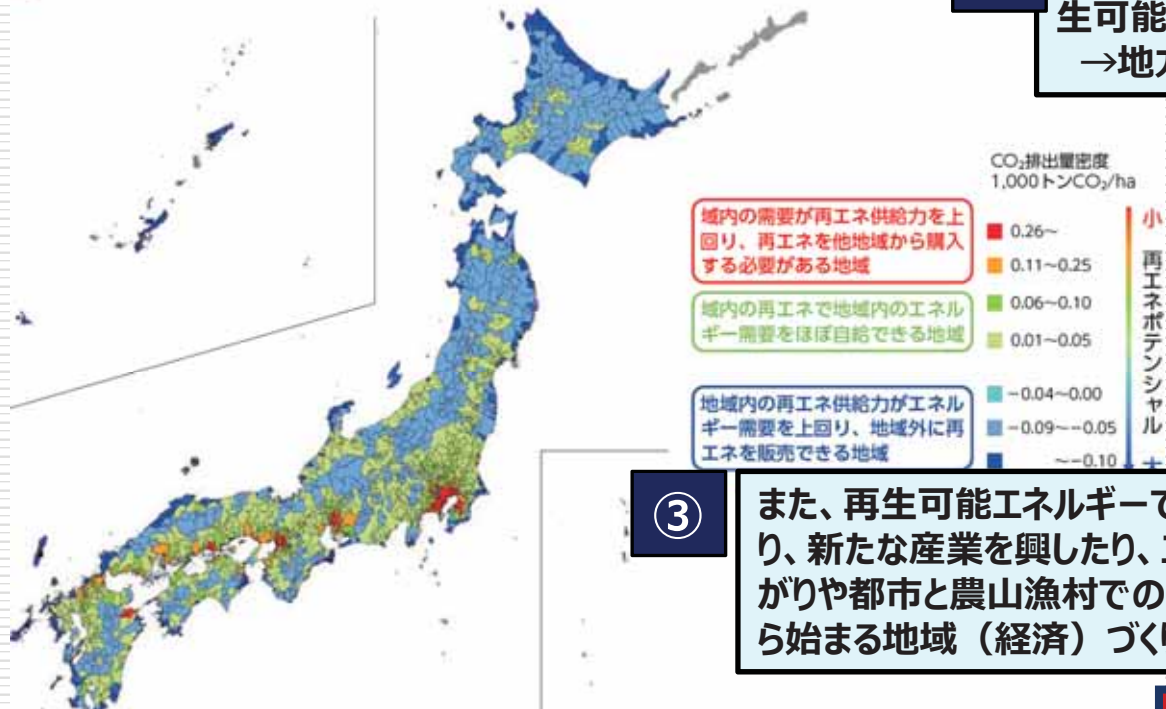 生可能
→地方
CO₂排出量密度
1,000トンCO₂/ha
域内の需要が再エネ供給力を上
回り、再エネを他地域から購入
する必要がある地域
域内の再エネで地域内のエネル
ギー需要をほぼ自給できる地域
地域内の再エネ供給力がエネル
ギー需要を上回り、地域外に再
エネを販売できる地域
0.26~
0.11~0.25
0.06~0.10
0.01~0.05
-0.04~0.00
-0.09~-0.05
~-0.10
小
再エネポテンシャル
③
また、再生可能エネルギーで
り、新たな産業を興したり、
がりや都市と農山漁村での
ら始まる地域（経済）づくり